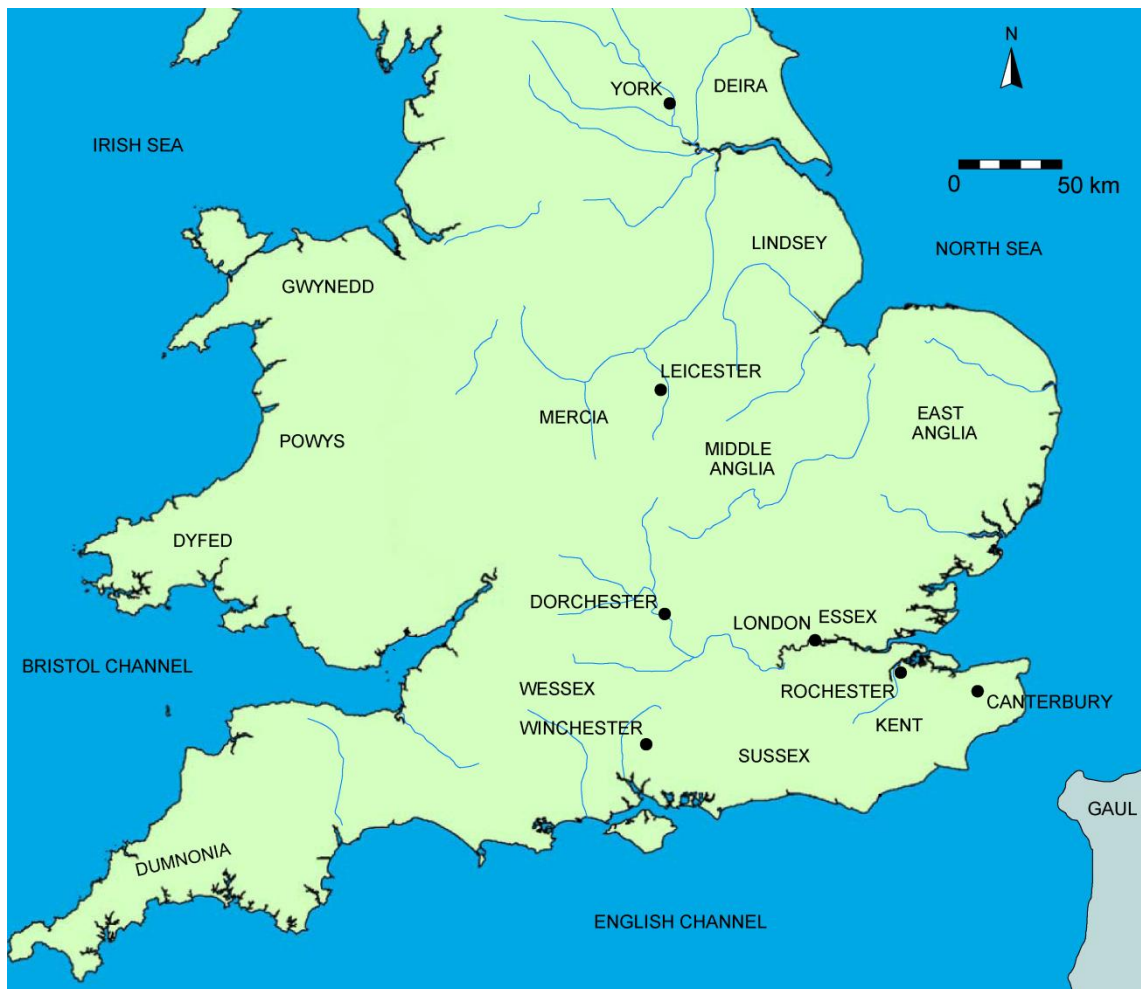 N
YORK
DEIRA
IRISH SEA
0 50 km
LINDSEY
NORTH SEA
GWYNEDD
LEICESTER
MERCIA
EAST
ANGLIA
POWYS
MIDDLE
ANGLIA
DYFED
DORCHESTER
LONDON
ESSEX
BRISTOL CHANNEL
WESSEX
ROCHESTER
CANTERBURY
WINCHESTER
KENT
SUSSEX
GAUL
DUMNONIA
ENGLISH CHANNEL